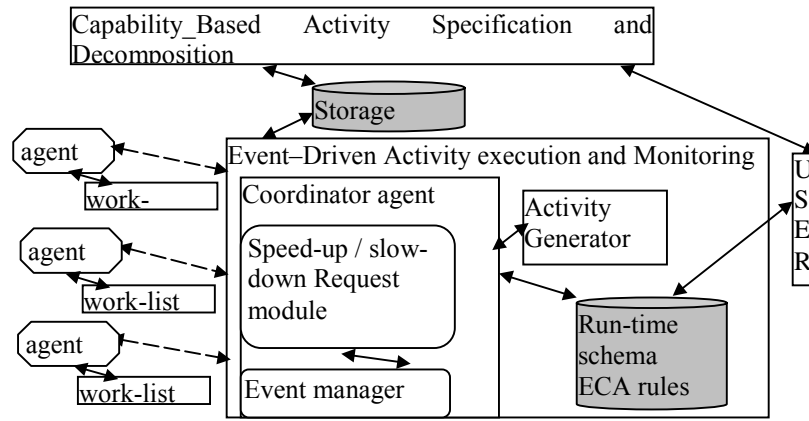 Capability_Based Activity Specification and
Decomposition
Storage
agent
work-
Event–Driven Activity execution and Monitoring
Coordinator agent
Activity
Generator
Speed-up / slow-
down Request
module
agent
work-list
Run-time
schema
ECA rules
agent
work-list
Event manager
U
S
E
R